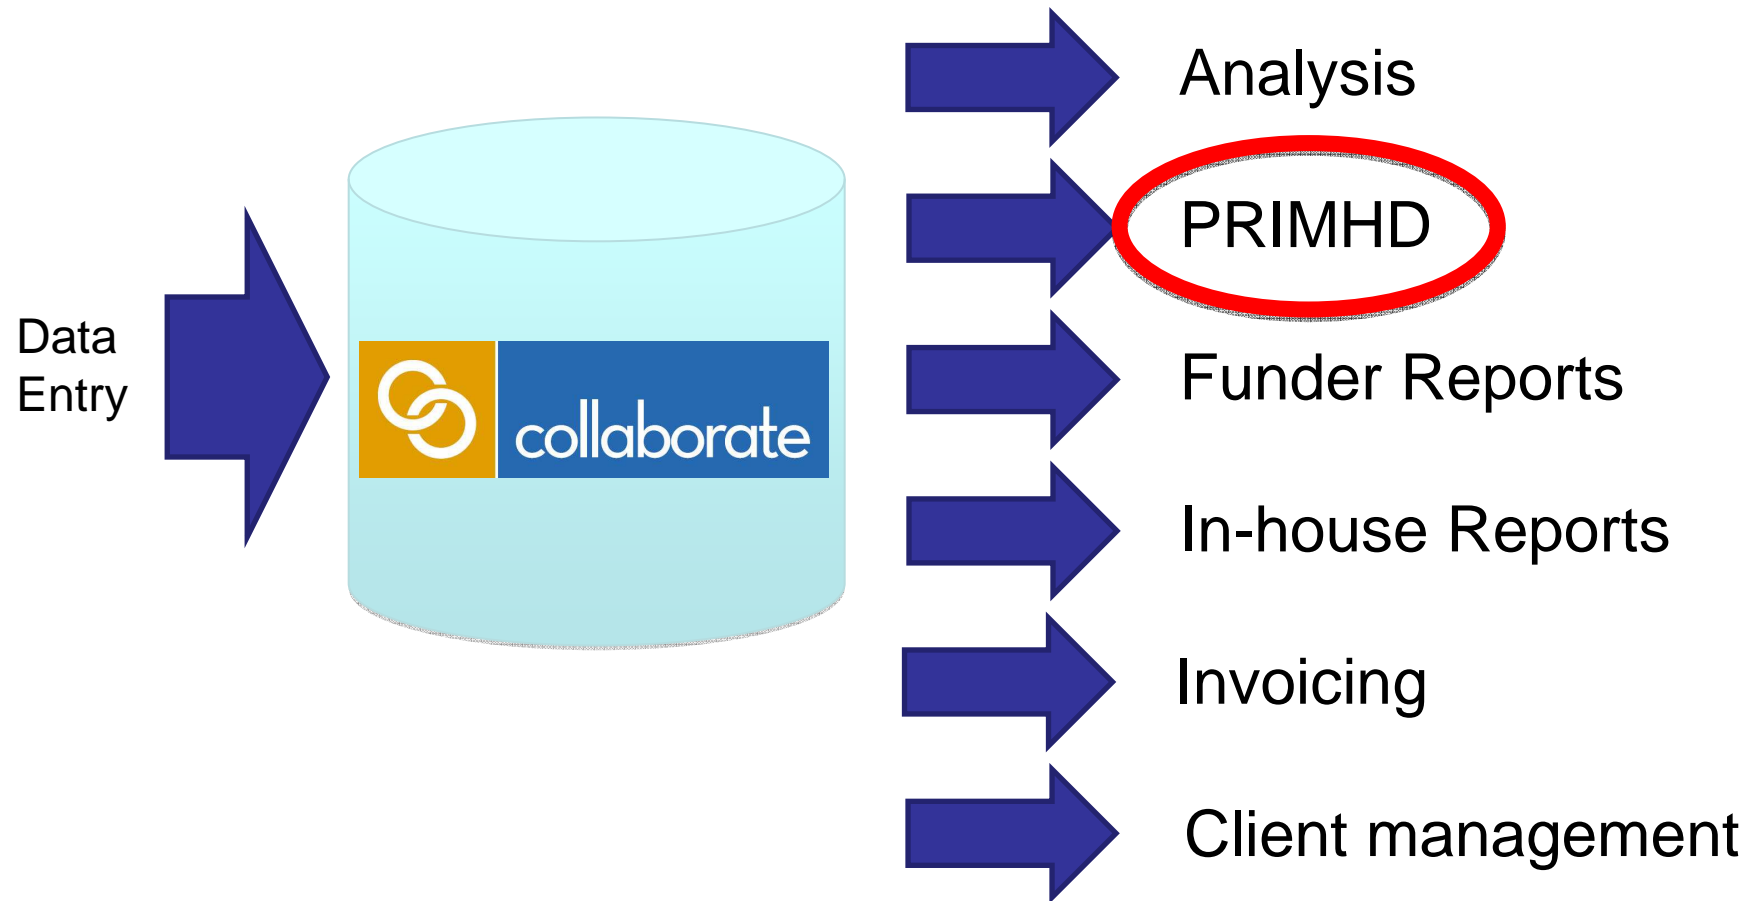 Data
Entry
collaborate
Analysis
PRIMHD
Funder Reports
In-house Reports
Invoicing
Client management